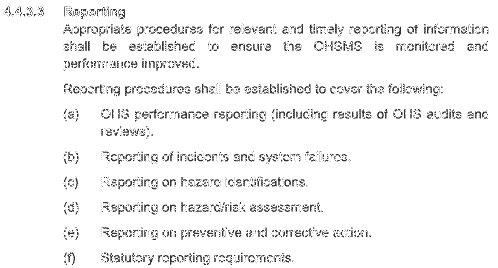 4.4.3.3 Reporting
Appropriate procedures for relevant and timely reporting of information
shall be established to ensure the OHSMS is monitored and
performance improved.
Reporting procedures shall be established to cover the following:
(a) OHS performance reporting (including results of OHS audits and
reviews).
(b) Reporting of incidents and system failures.
(c) Reporting on hazard identifications.
(d) Reporting on hazard/risk assessment.
(e) Reporting on preventive and corrective action.
(f) Statutory reporting requirements.